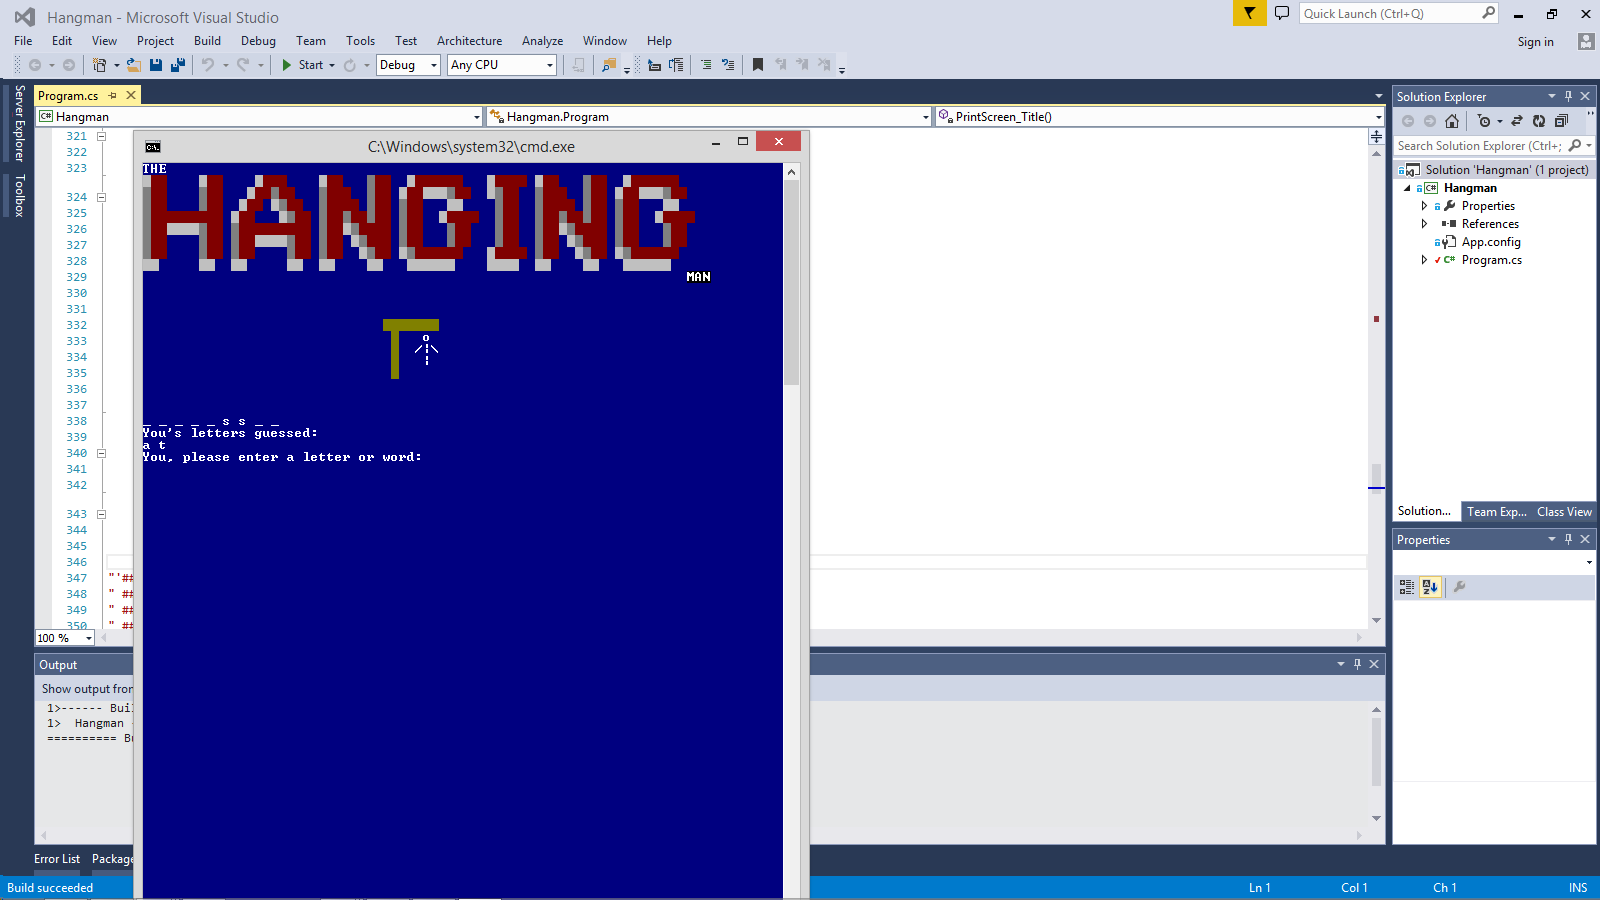 Hangman - Microsoft Visual Studio
Quick Launch (Ctrl+Q)
File Edit View Project Build Debug Team Tools Test Architecture Analyze Window Help
Sign in
Start Debug Any CPU
Server Explorer
Toolbox
Program.cs
Hangman
Hangman.Program
PrintScreen_Title()
321
322
323
324
325
326
327
328
329
330
331
332
333
334
335
336
337
338
339
340
341
342
343
344
345
346
347 "'##
348 " ##
349 " ##
350 " ##
100 %
C:\Windows\system32\cmd.exe
THE
HANGING
MAN
_ _ _ _ _ s s _ _
You's letters guessed:
a t
You, please enter a letter or word:
Output
Show output from
1>------ Buil
1>  Hangman
========== Bu
Error List Package
Build succeeded
Ln 1 Col 1 Ch 1 INS
Solution Explorer
Search Solution Explorer (Ctrl+;
Solution 'Hangman' (1 project)
Hangman
Properties
References
App.config
Program.cs
Solution... Team Exp... Class View
Properties